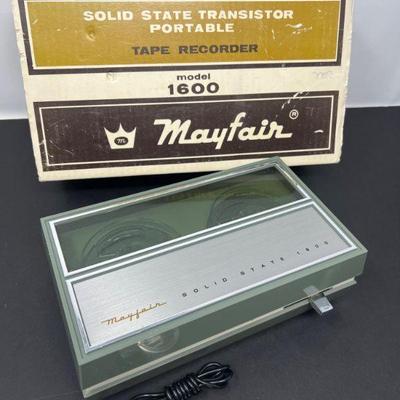 SOLID STATE TRANSISTOR
PORTABLE
TAPE RECORDER
model
1600
m Mayfair ®
Mayfair SOLID STATE 1600